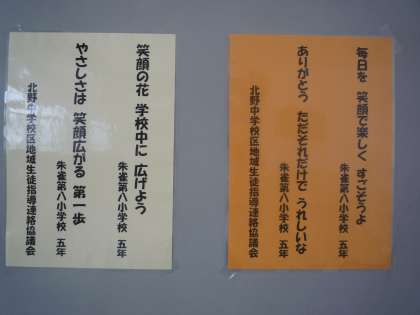 笑顔の花 学校中に 広げよう
朱雀第八小学校 五年
やさしさは 笑顔広がる 第一歩
朱雀第八小学校 五年
北野中学校区地域生徒指導連絡協議会
毎日を 笑顔で楽しく すごそうよ
朱雀第八小学校 五年
ありがとう ただそれだけで うれしいな
朱雀第八小学校 五年
北野中学校区地域生徒指導連絡協議会